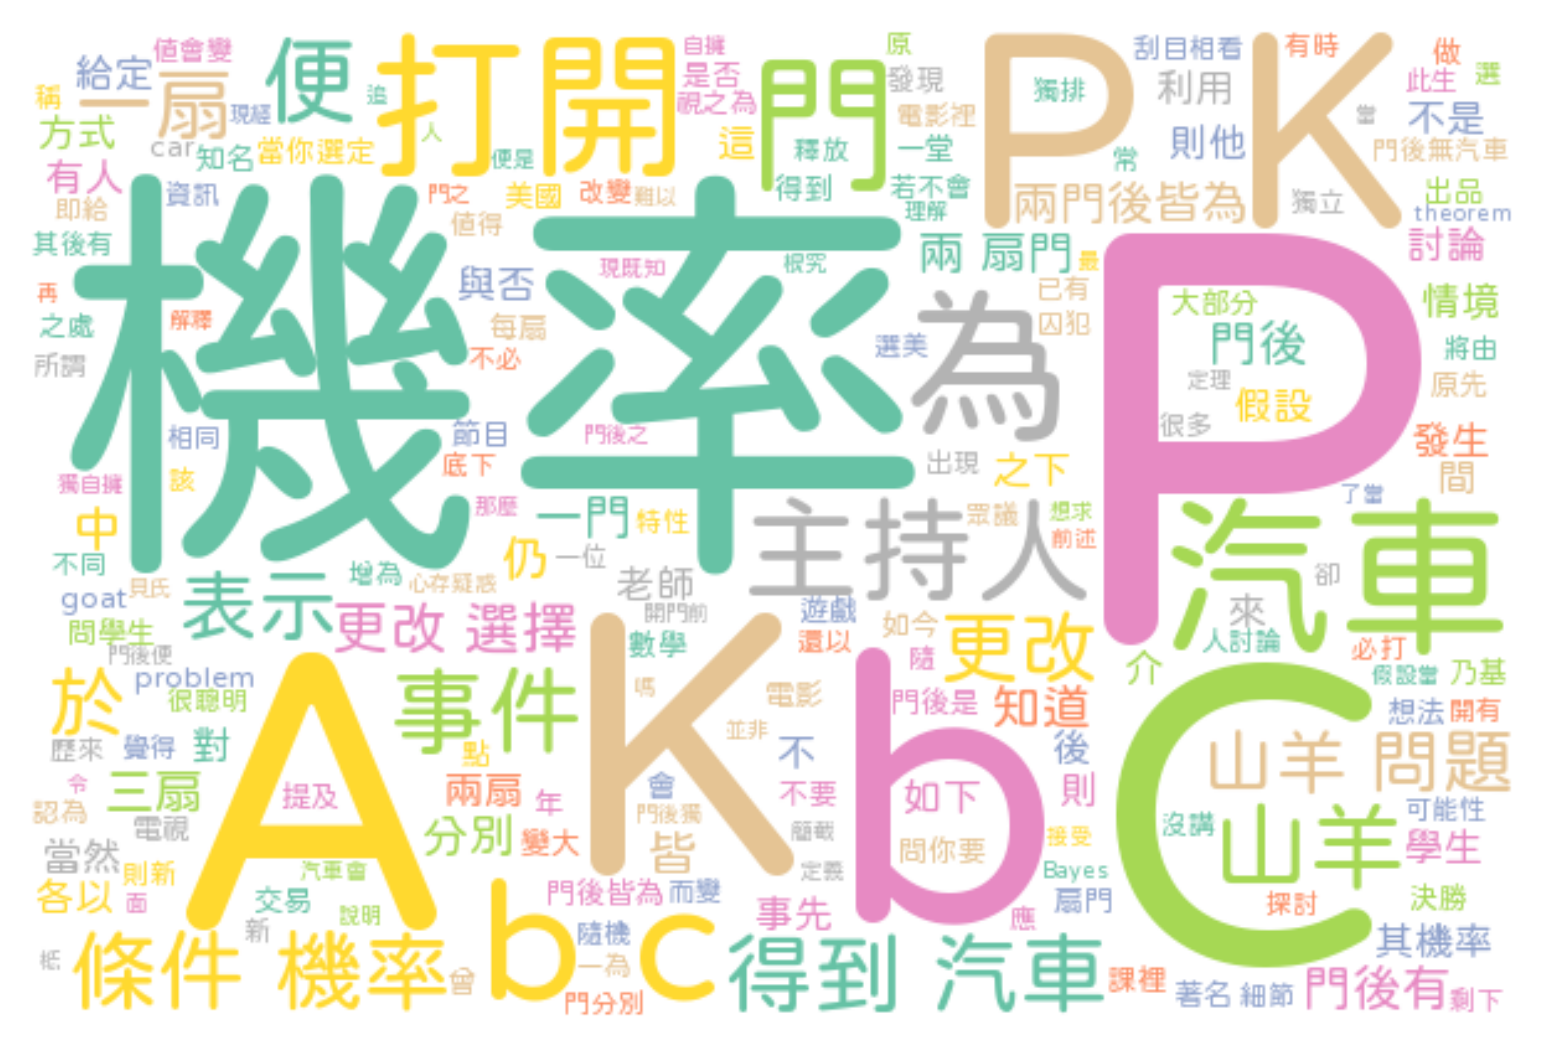 機率
P
C
A
K
b
PK
打開
門
便
為
主持人
汽車
bc
事件
表示
更改 選擇
更改
條件 機率
得到 汽車
山羊
山羊
問題
於
一扇
給定
值會變
稱
方式
現經
追
人
car
知名
當你選定
便是
自擁
是否
視之為
這
原
發現
電影裡
釋放
一堂
得到
若不會
理解
獨排
常
刮目相看
利用
則他
有時
當
做
此生
選
不是
門後無汽車
兩門後皆為
獨立
出品
theorem
討論
有人
即給
資訊
門之
美國
改變
難以
值得
其後有
再
之處
解釋
所謂
與否
每扇
不必
現既知
根究
兩 扇門
最
已有
囚犯
選美
大部分
門後
定理
假設
很多
情境
將由
原先
發生
間
了當
相同
節目
底下
門後之
出現
之下
獨自擁
該
那麼
中
不同
一門
特性
仍
一位
眾議
想求
前述
goat
貝氏
增為
心存疑惑
老師
開門前
遊戲
還以
如今
卻
來
人討論
必打
問學生
門後便
數學
隨
介
假設當
乃基
problem
很聰明
嗎
電影
門後是
知道
想法
開有
歷來
覺得
對
點
並非
不
後
令
三扇
提及
兩扇
年
會
不要
如下
則
認為
電視
分別
變大
門後獨
簡載
皆
問你要
接受
沒講
可能性
學生
當然
則新
汽車會
定義
Bayes
各以
面
交易
說明
門後皆為
而變
事先
應
扇門
探討
決勝
新
隨機
其機率
曾
一為
門分別
課裡
著名
細節
門後有
剩下